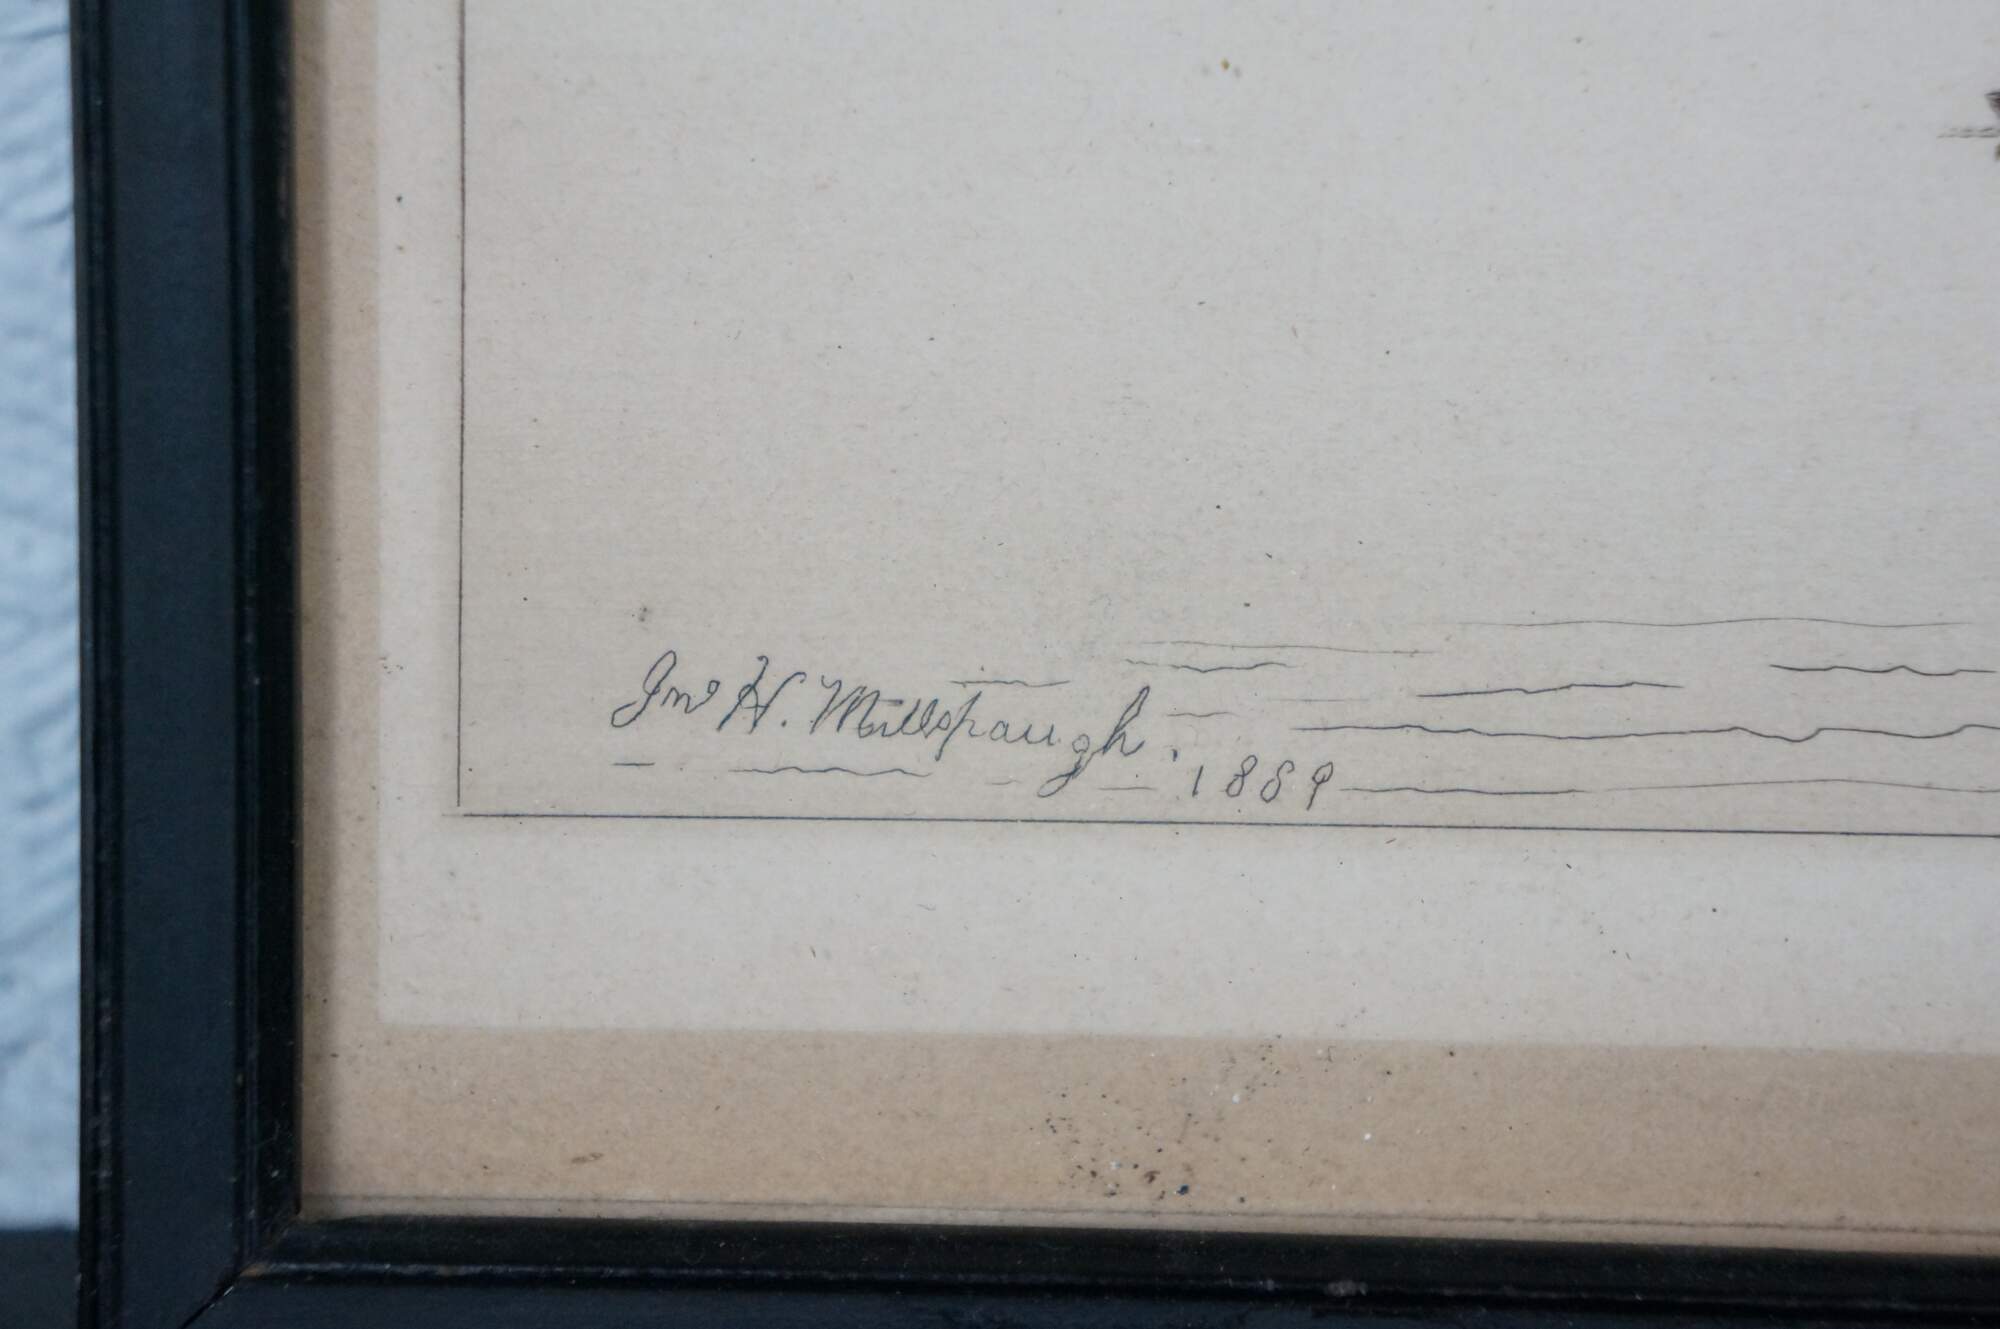 Jnº H. Millspaugh. 1889